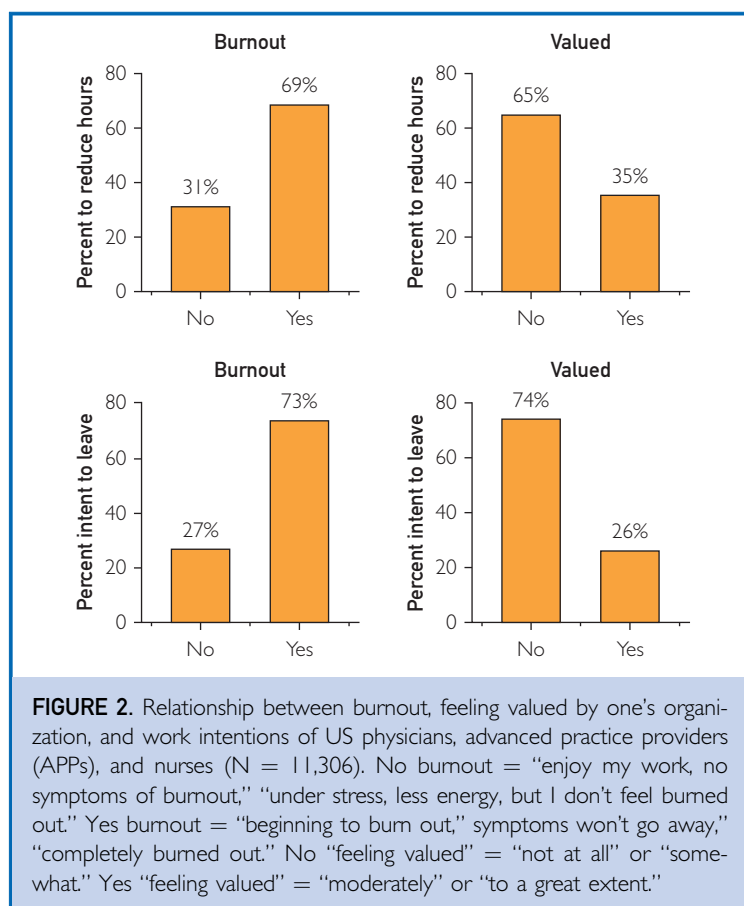 Burnout
Percent to reduce hours
80
60
40
20
0
31%
69%
No
Yes
Valued
Percent to reduce hours
80
60
40
20
0
65%
35%
No
Yes
Burnout
Percent intent to leave
80
60
40
20
0
27%
73%
No
Yes
Valued
Percent intent to leave
80
60
40
20
0
74%
26%
No
Yes
FIGURE 2. Relationship between burnout, feeling valued by one's organi-
zation, and work intentions of US physicians, advanced practice providers
(APPs), and nurses (N = 11,306). No burnout = “enjoy my work, no
symptoms of burnout,” “under stress, less energy, but I don't feel burned
out.” Yes burnout = “beginning to burn out,” symptoms won't go away,”
“completely burned out.” No “feeling valued” = “not at all” or “some-
what.” Yes “feeling valued” = “moderately” or “to a great extent.”